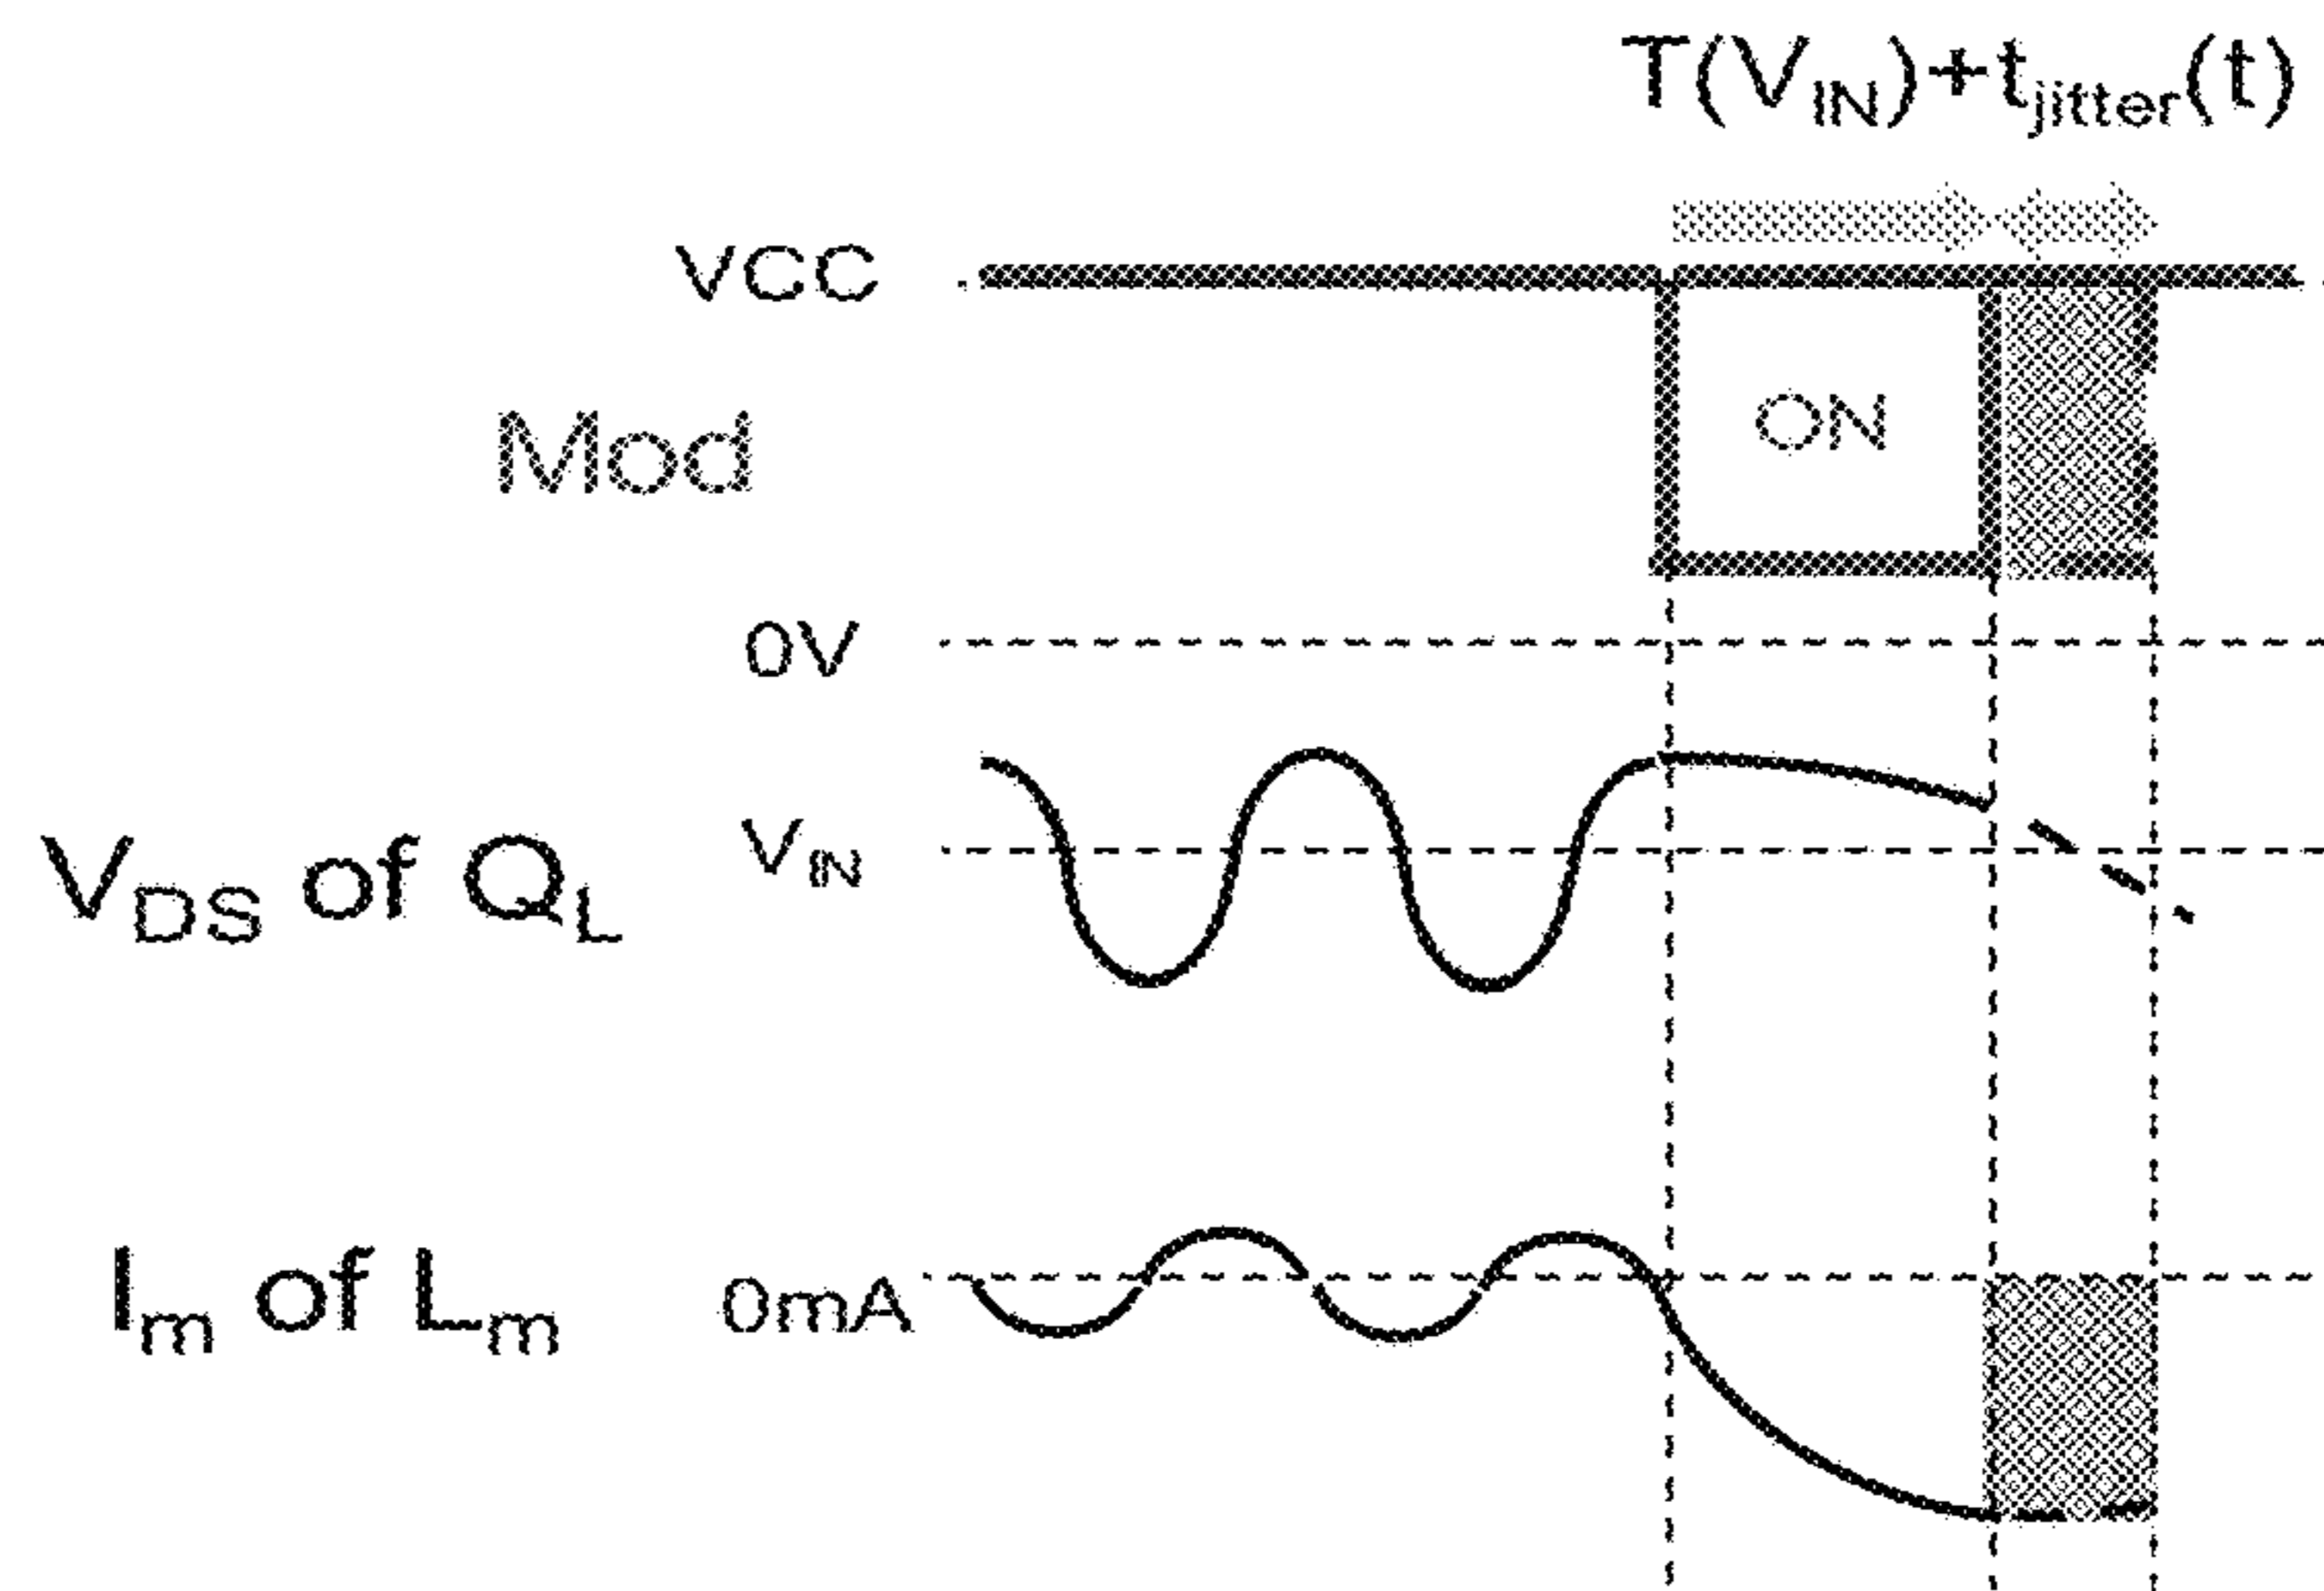 T(V_IN)+t_jitter(t)
VCC
Mod
ON
0V
V_IN
V_DS of Q_L
I_m of L_m
0mA